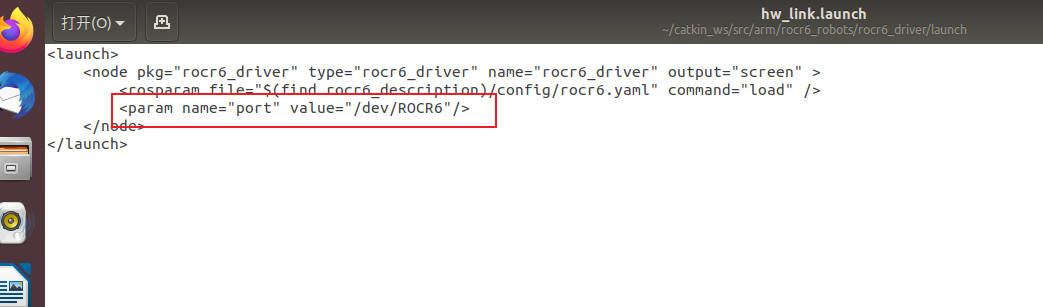 打开(O)
hw_link.launch
~/catkin_ws/src/arm/rocr6_robots/rocr6_driver/launch
<launch>
<node pkg="rocr6_driver" type="rocr6_driver" name="rocr6_driver" output="screen" >
<rosparam file="$(find rocr6_description)/config/rocr6.yaml" command="load" />
<param name="port" value="/dev/ROCR6"/>
</node>
</launch>